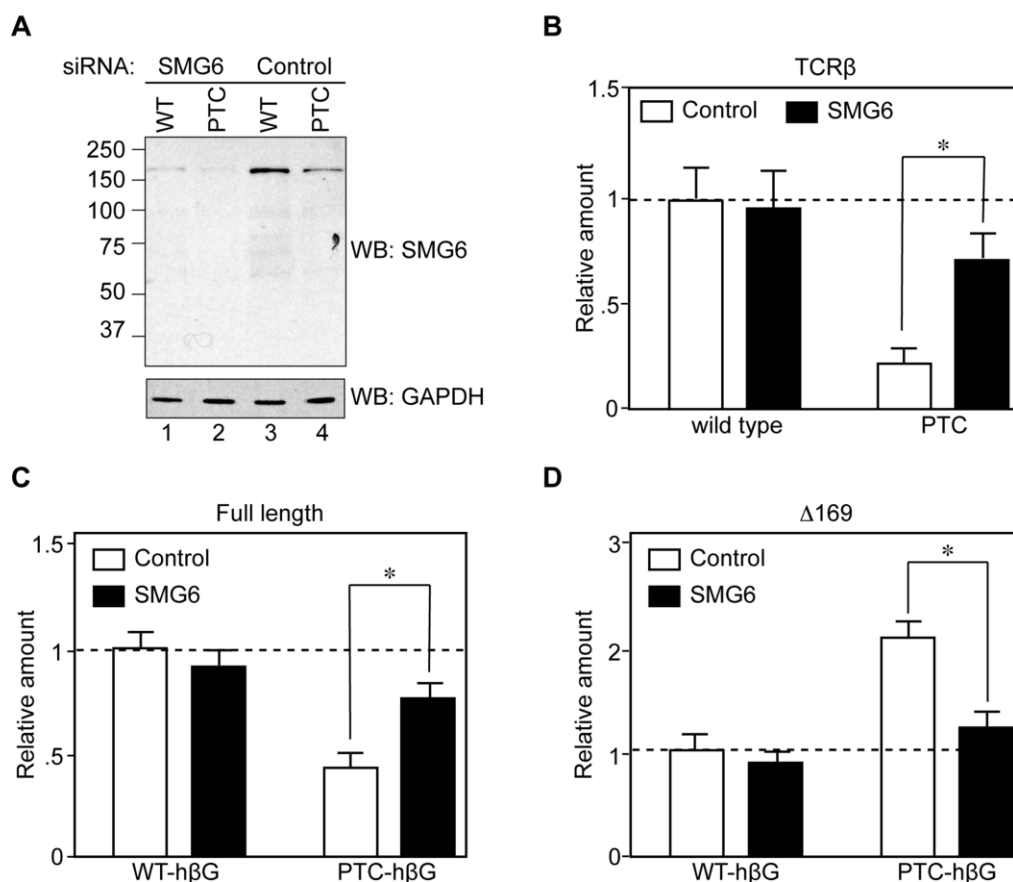 A
siRNA: SMG6 Control
WT PTC WT PTC
250
150
100
75
50
37
WB: SMG6
WB: GAPDH
1 2 3 4
B
TCRβ
1.5
1
.5
0
Relative amount
Control SMG6
*
wild type PTC
C
Full length
1.5
1
.5
0
Relative amount
Control
SMG6
*
WT-hβG PTC-hβG
D
Δ169
3
2
1
0
Relative amount
Control
SMG6
*
WT-hβG PTC-hβG